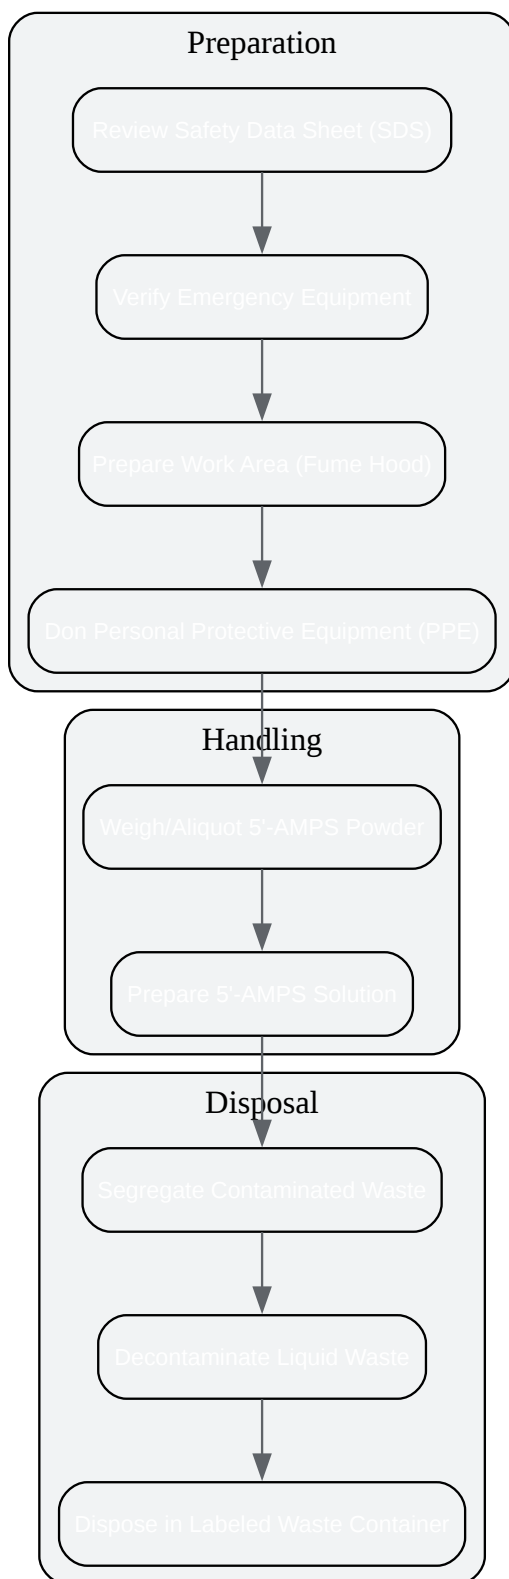 Preparation
Review Safety Data Sheet (SDS)
Verify Emergency Equipment
Prepare Work Area (Fume Hood)
Don Personal Protective Equipment (PPE)
Handling
Weigh/Aliquot 5'-AMPS Powder
Prepare 5'-AMPS Solution
Disposal
Segregate Contaminated Waste
Decontaminate Liquid Waste
Dispose in Labeled Waste Container